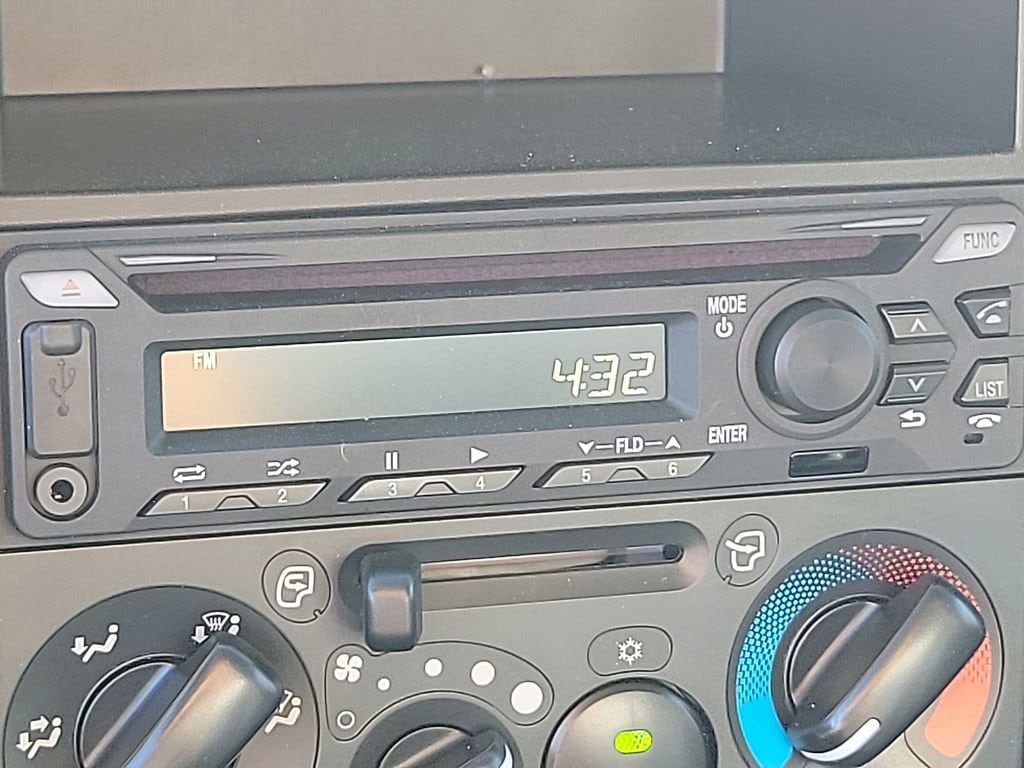 FUNC
MODE
FM
4:32
LIST
ENTER
FLD
1 2 3 4 5 6